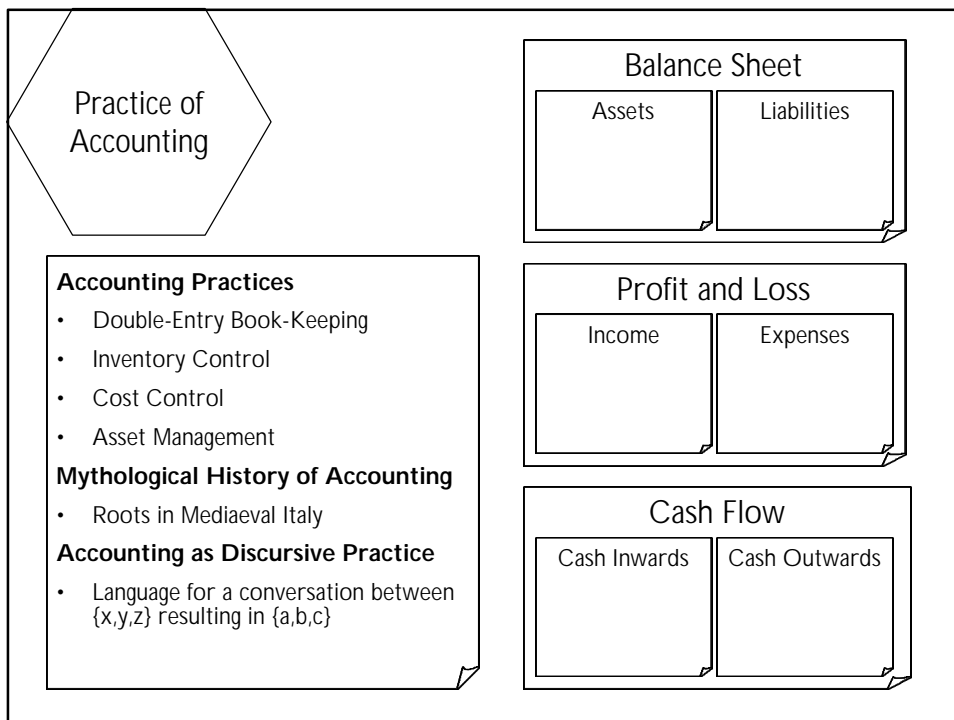 Practice of
Accounting
Accounting Practices
• Double-Entry Book-Keeping
• Inventory Control
• Cost Control
• Asset Management
Mythological History of Accounting
• Roots in Mediaeval Italy
Accounting as Discursive Practice
• Language for a conversation between
{x,y,z} resulting in {a,b,c}
Balance Sheet
Assets
Liabilities
Profit and Loss
Income
Expenses
Cash Flow
Cash Inwards
Cash Outwards